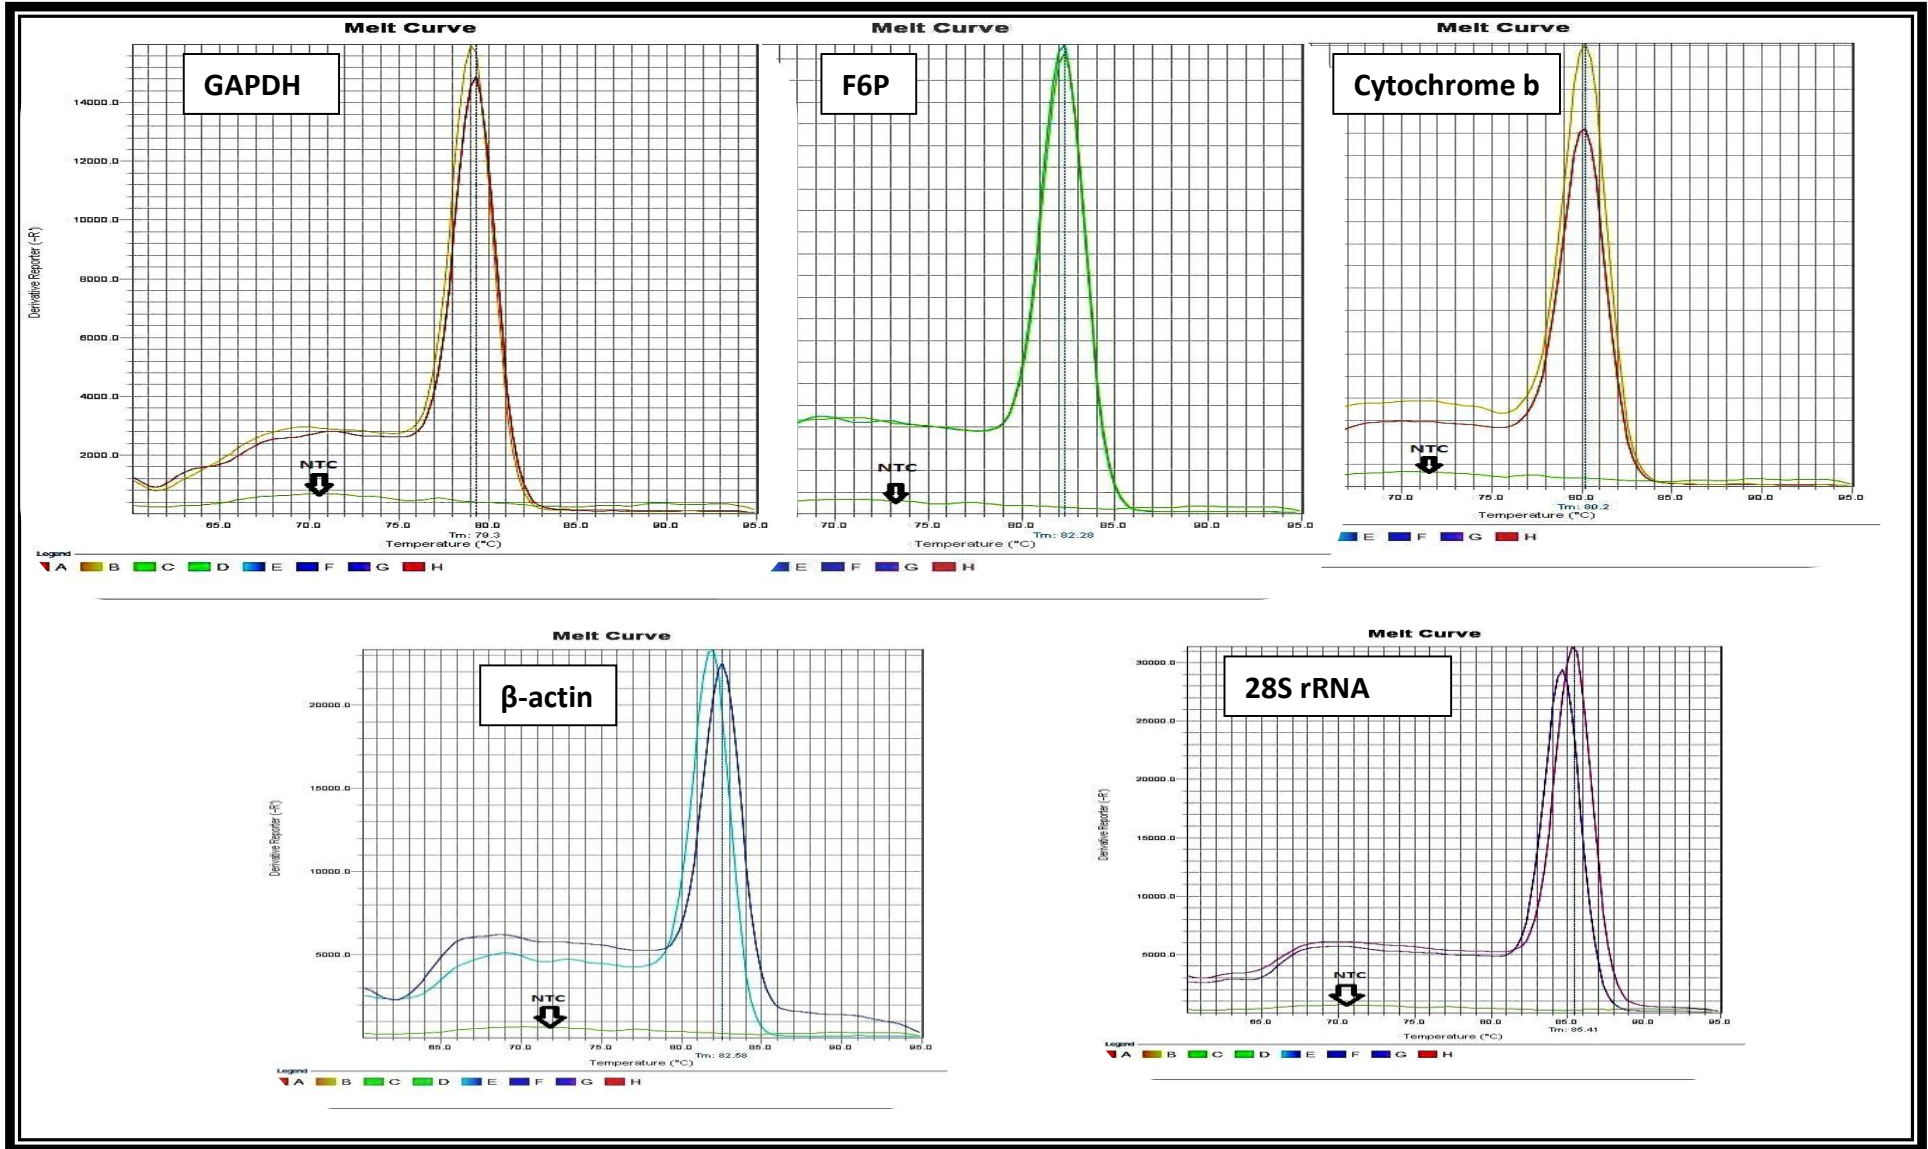 Melt Curve
GAPDH
14000.0
12000.0
10000.0
8000.0
6000.0
4000.0
2000.0
Derivative Reporter (-R')
NTC
65.0 70.0 75.0 80.0 85.0 90.0 95.0
Tm: 79.3
Temperature (°C)
Legend
A B C D E F G H
Melt Curve
F6P
NTC
70.0 75.0 80.0 85.0 90.0 95.0
Tm: 82.28
Temperature (°C)
E F G H
Melt Curve
Cytochrome b
NTC
70.0 75.0 80.0 85.0 90.0 95.0
Tm: 80.2
Temperature (°C)
E F G H
Melt Curve
β-actin
20000.0
15000.0
10000.0
5000.0
Derivative Reporter (-R')
NTC
65.0 70.0 75.0 80.0 85.0 90.0 95.0
Tm: 82.58
Temperature (°C)
Legend
A B C D E F G H
Melt Curve
28S rRNA
30000.0
25000.0
20000.0
15000.0
10000.0
5000.0
Derivative Reporter (-R')
NTC
65.0 70.0 75.0 80.0 85.0 90.0 95.0
Tm: 85.41
Temperature (°C)
Legend
A B C D E F G H